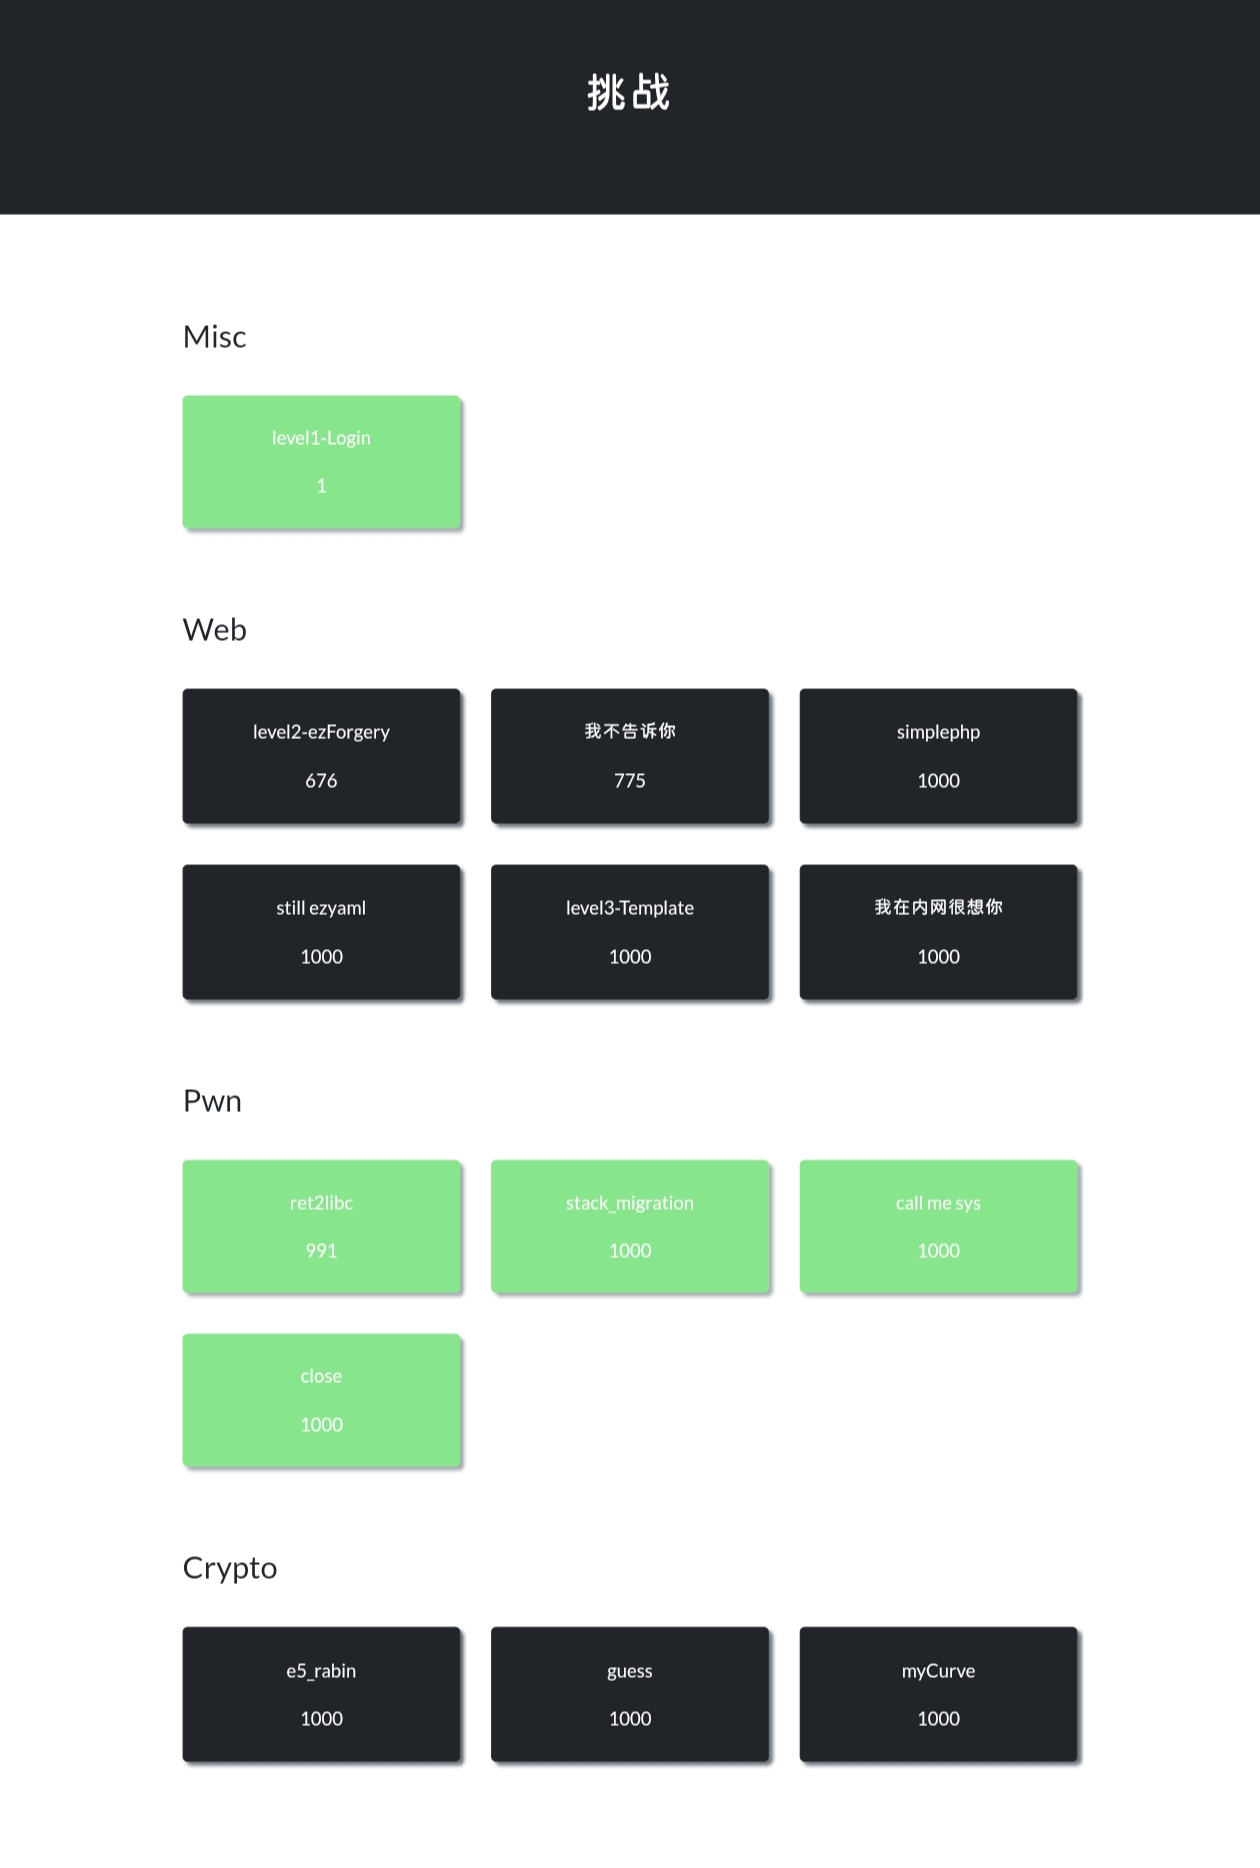 挑战
Misc
level1-Login
1
Web
level2-ezForgery
676
我不告诉你
775
simplephp
1000
still ezyaml
1000
level3-Template
1000
我在内网很想你
1000
Pwn
ret2libc
991
stack_migration
1000
call me sys
1000
close
1000
Crypto
e5_rabin
1000
guess
1000
myCurve
1000